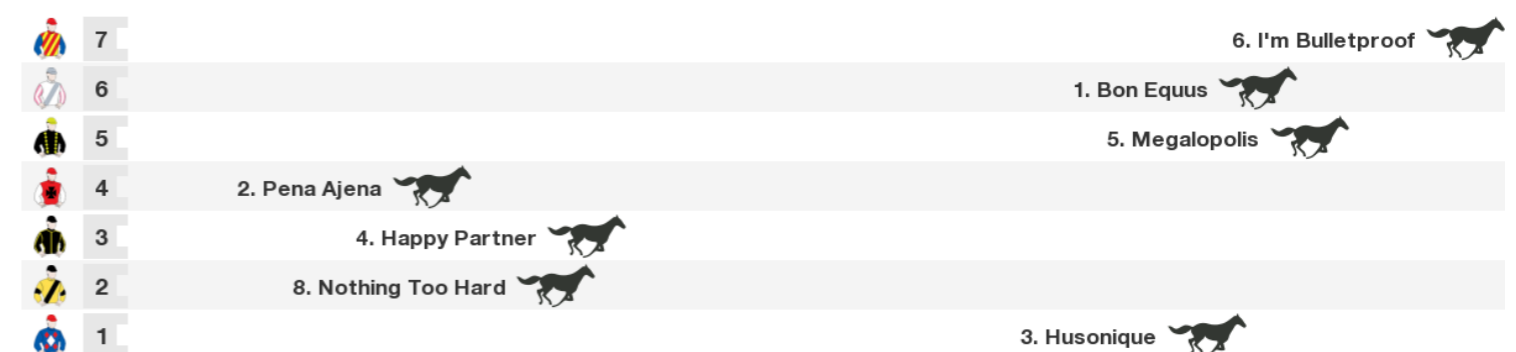 7 6. I'm Bulletproof
6 1. Bon Equus
5 5. Megalopolis
4 2. Pena Ajena
3 4. Happy Partner
2 8. Nothing Too Hard
1 3. Husonique